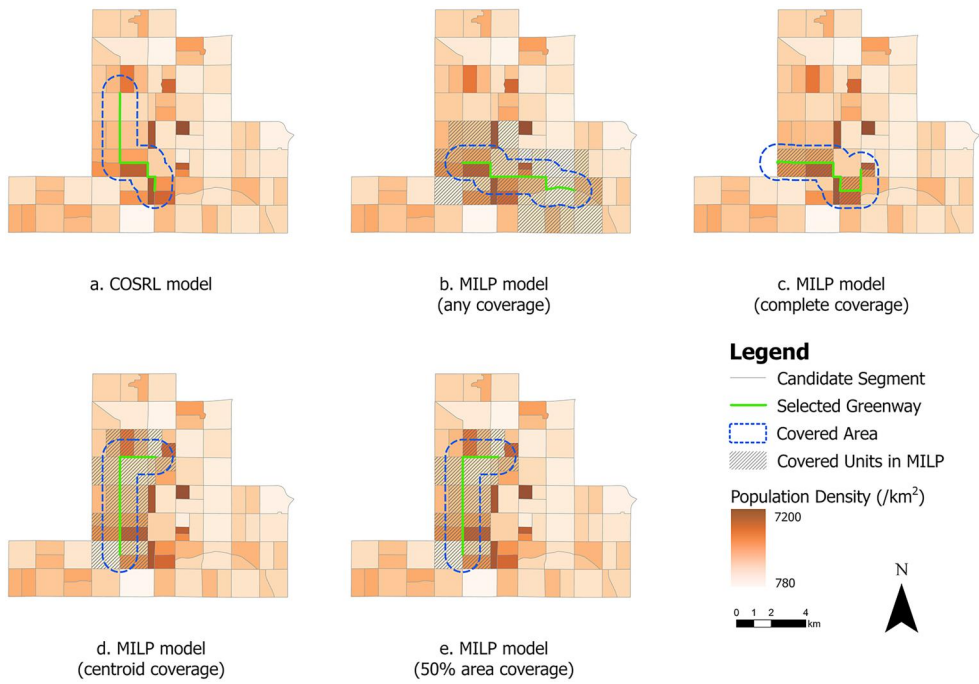 a. COSRL model
b. MILP model
(any coverage)
c. MILP model
(complete coverage)
d. MILP model
(centroid coverage)
e. MILP model
(50% area coverage)
Legend
Candidate Segment
Selected Greenway
Covered Area
Covered Units in MILP
Population Density (/km²)
7200
780
0 1 2 4
km
N